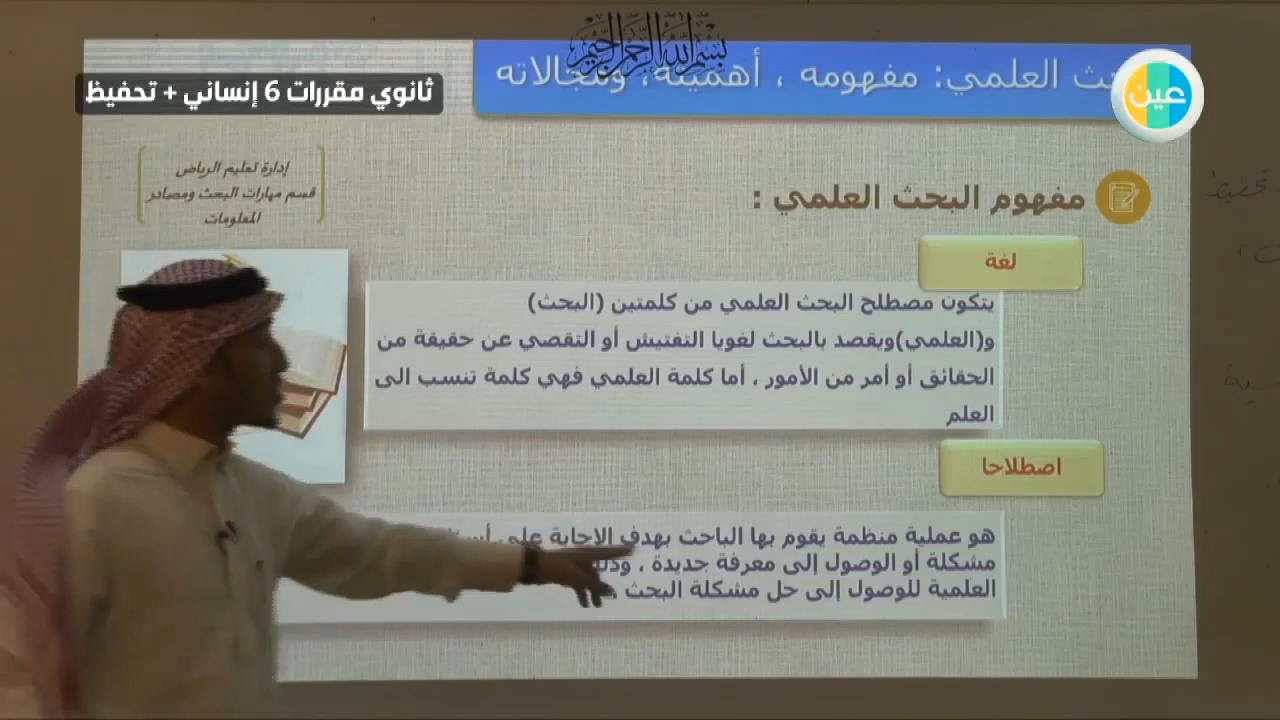 بسم الله الرحمن الرحيم
العلمي: مفهومه ، أهميته، ومجالاته
عين
ثانوي مقررات 6 إنساني + تحفيظ
إدارة تعليم الرياض
قسم مهارات البحث ومصادر
المعلومات
مفهوم البحث العلمي :
لغة
يتكون مصطلح البحث العلمي من كلمتين (البحث)
و(العلمي)ويقصد بالبحث لغويا التفتيش أو التقصي عن حقيقة من
الحقائق أو أمر من الأمور ، أما كلمة العلمي فهي كلمة تنسب الى
العلم
اصطلاحا
هو عملية منظمة يقوم بها الباحث بهدف الإجابة على
مشكلة أو الوصول إلى معرفة جديدة ،
العلمية للوصول إلى حل مشكلة البحث
تحفيظ